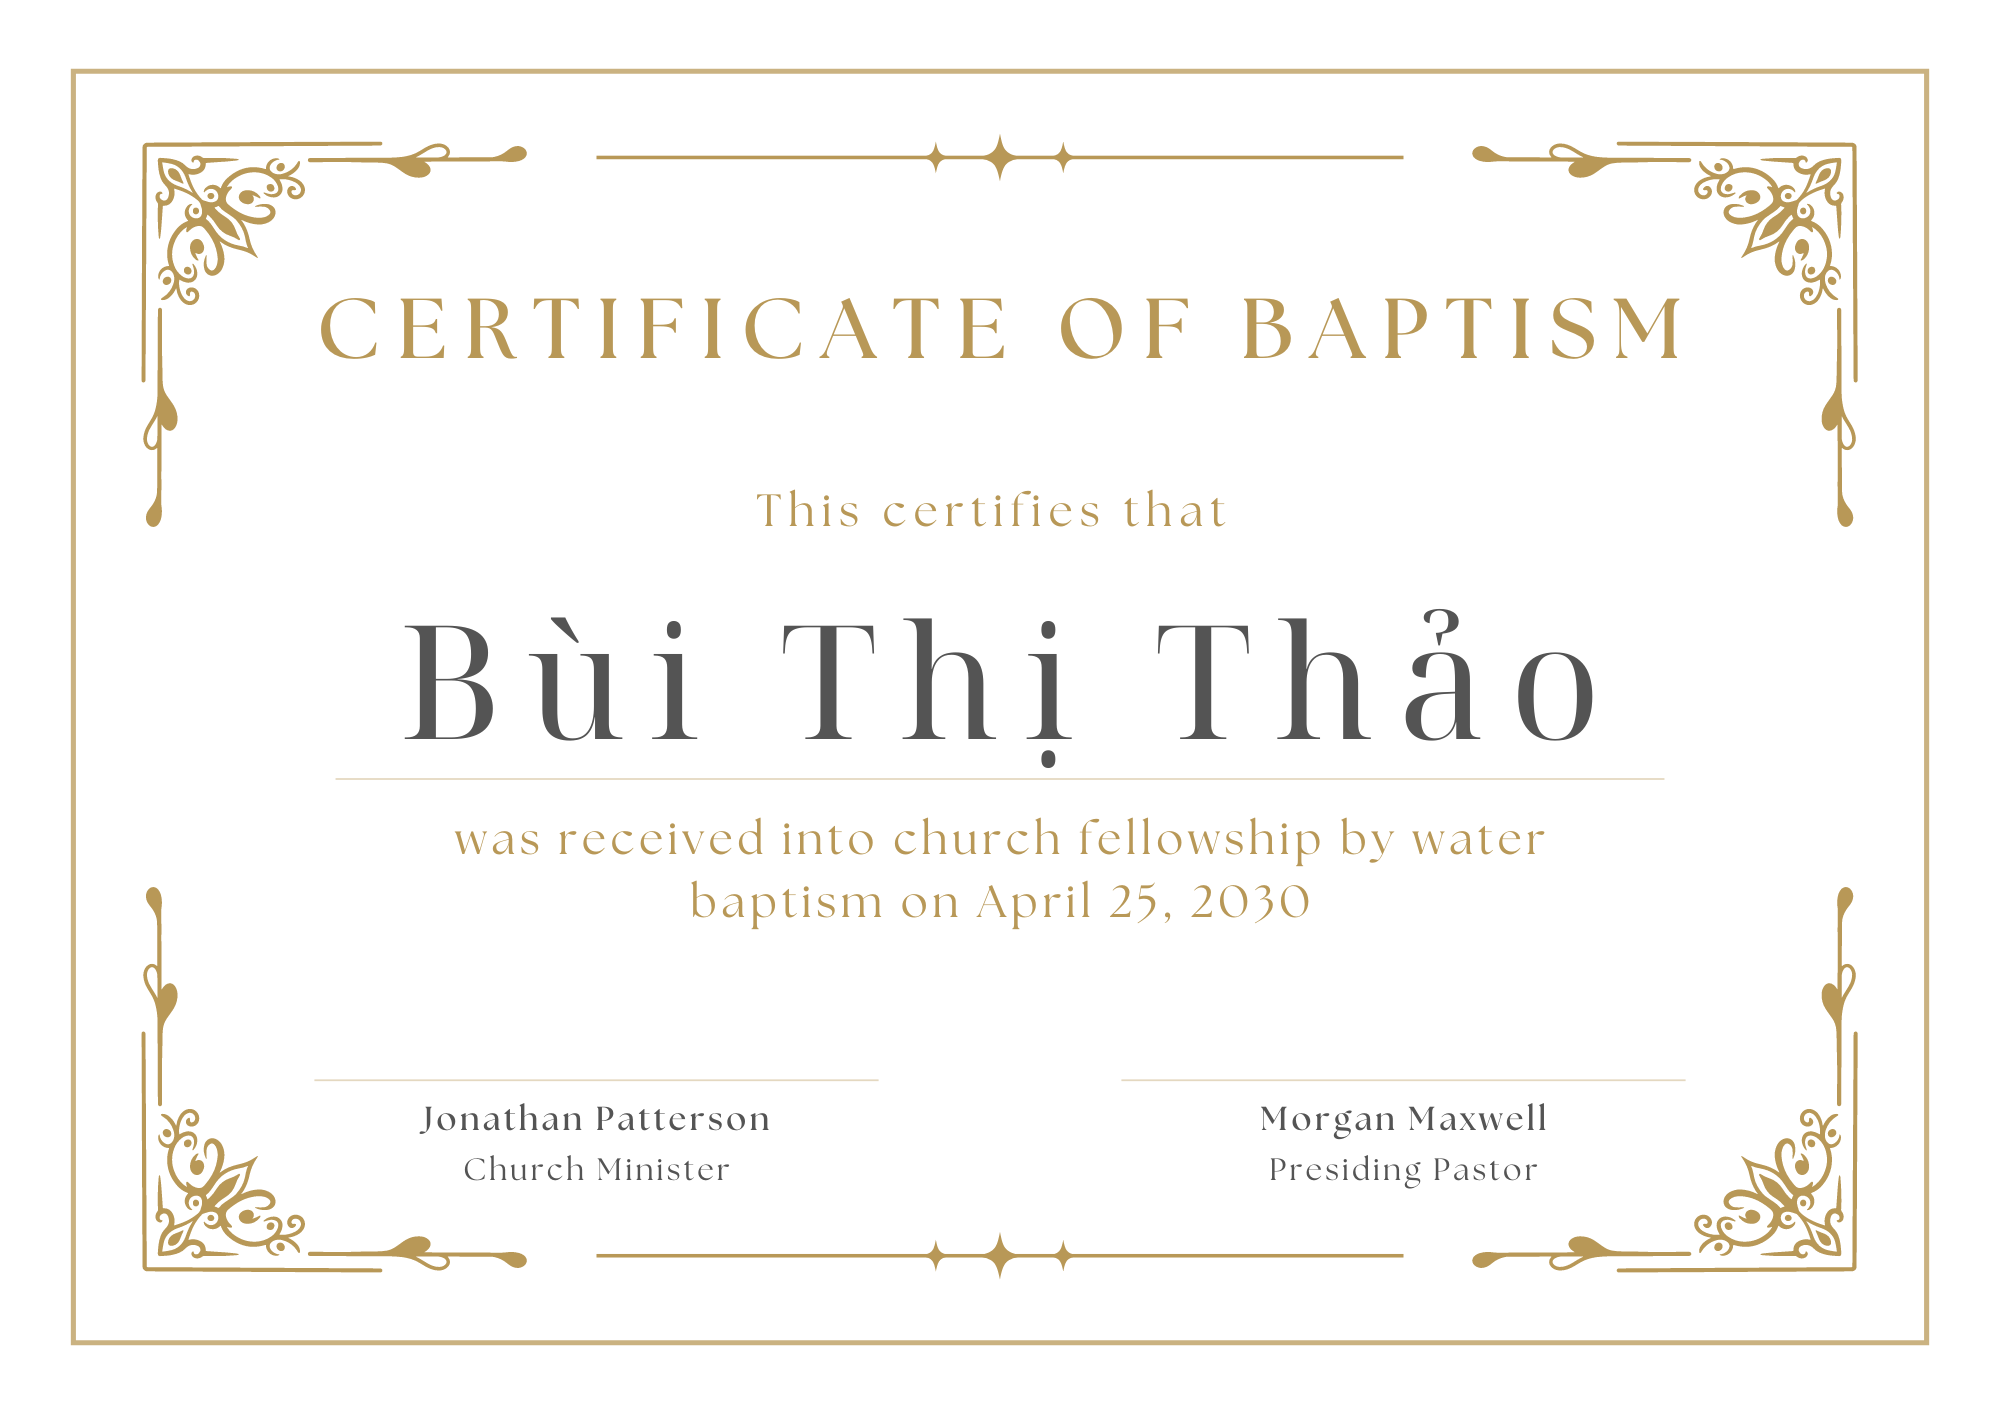 CERTIFICATE OF BAPTISM
This certifies that
Bùi Thị Thảo
was received into church fellowship by water
baptism on April 25, 2030
Jonathan Patterson
Church Minister
Morgan Maxwell
Presiding Pastor